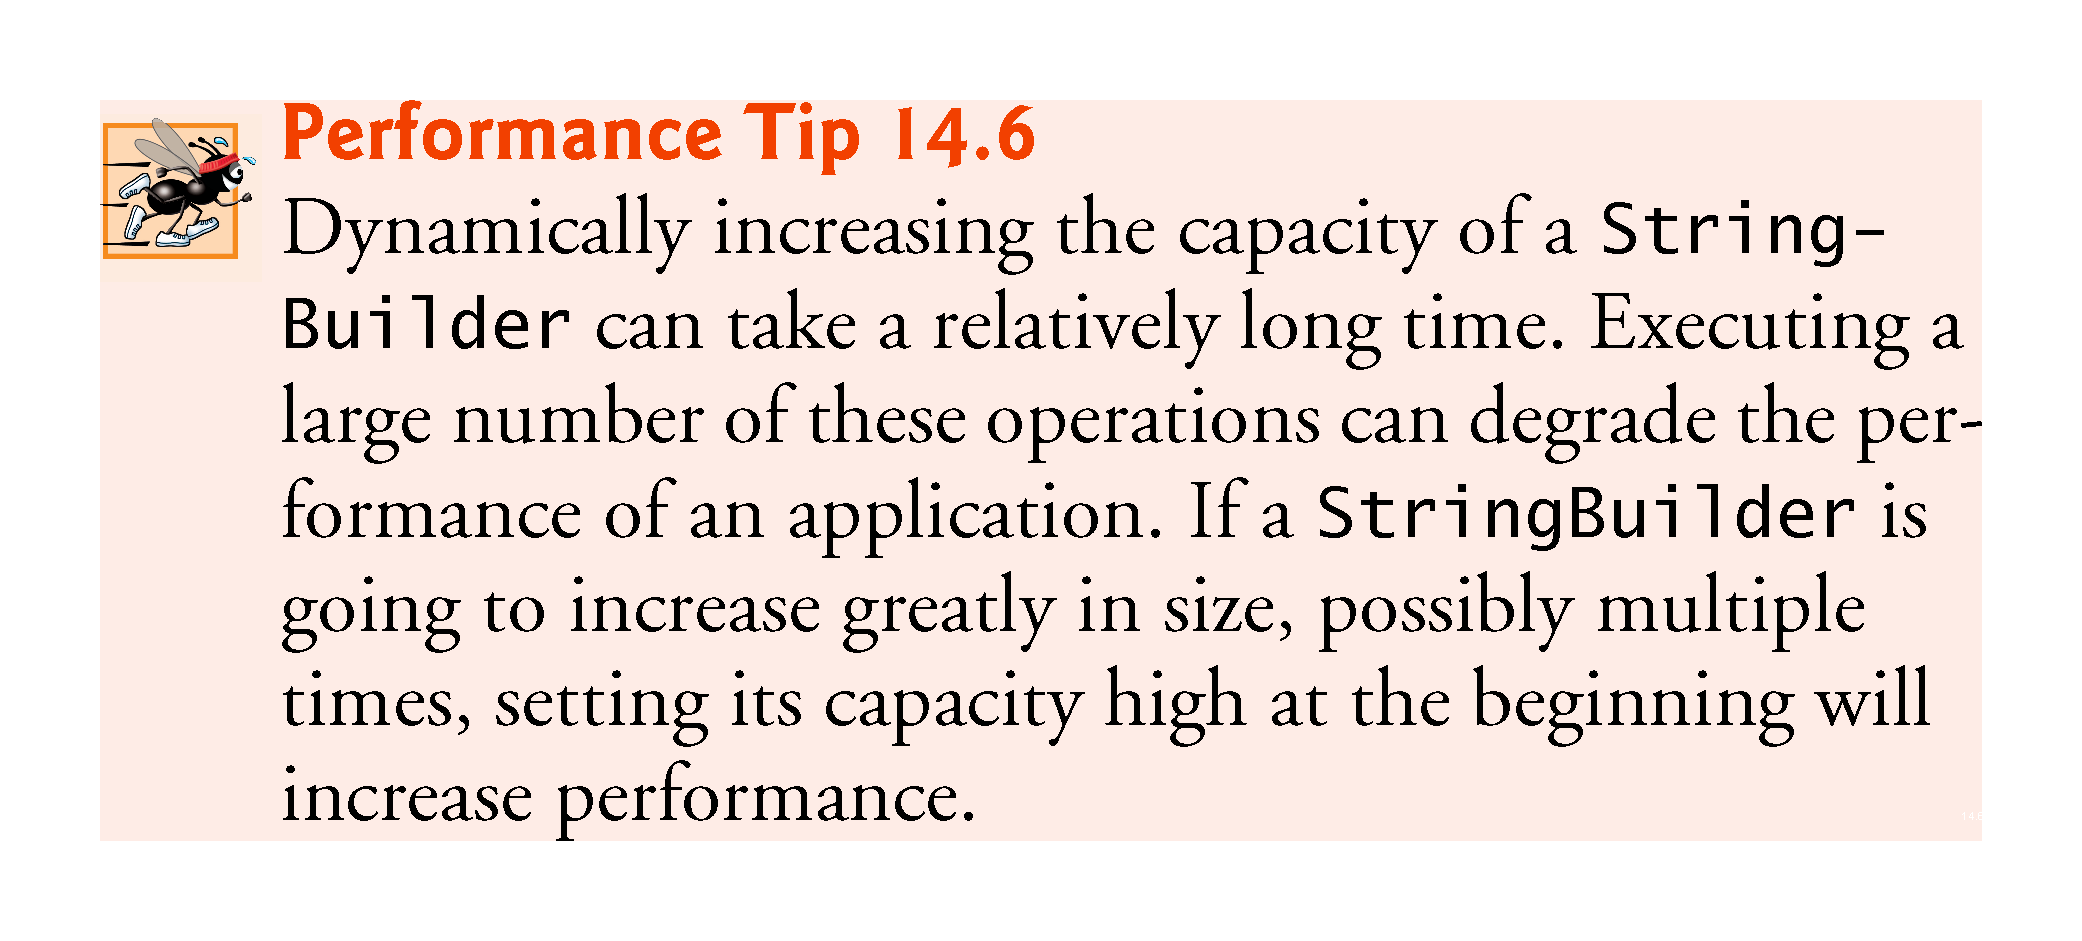 Performance Tip 14.6
Dynamically increasing the capacity of a String-
Builder can take a relatively long time. Executing a
large number of these operations can degrade the per-
formance of an application. If a StringBuilder is
going to increase greatly in size, possibly multiple
times, setting its capacity high at the beginning will
increase performance.